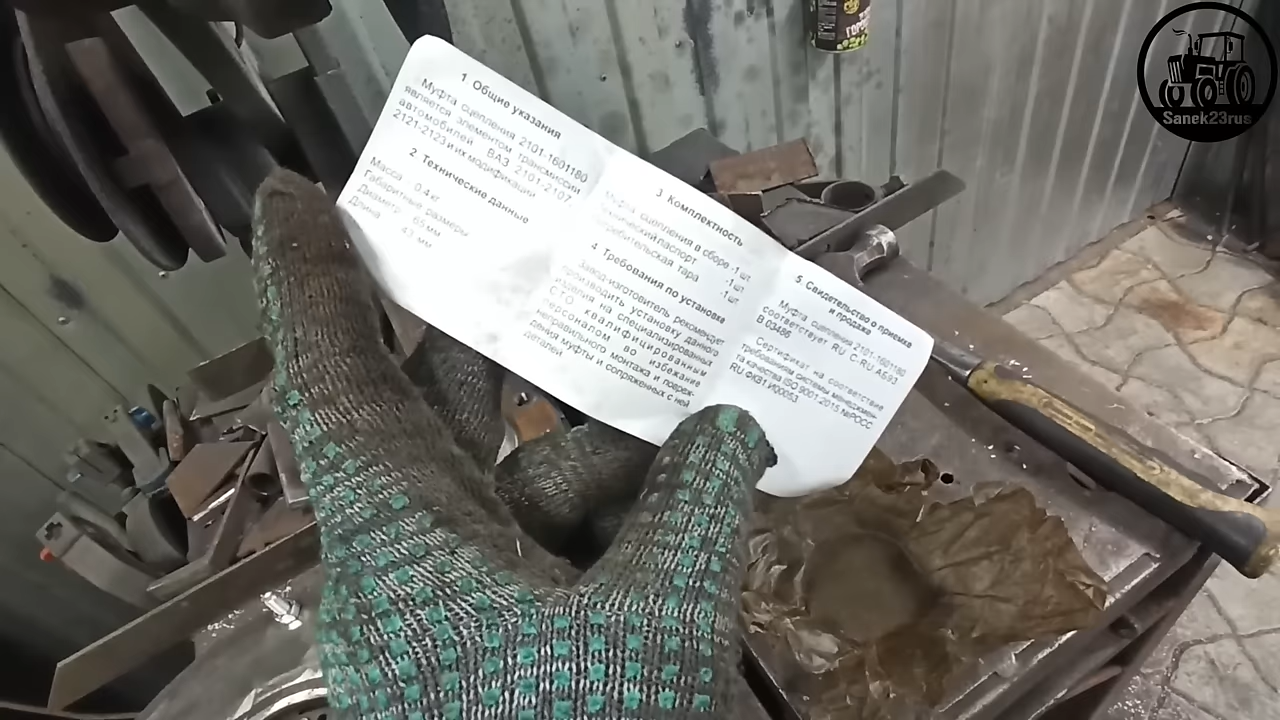 1 Общие указания
Муфта сцепления 2101-1601180
является элементом трансмиссии
автомобилей ВАЗ 2101-2107
2121-2123 и их модификаций
2 Технические данные
Масса 0.4 кг
Габаритные размеры
Диаметр 65 мм
Длина 43 мм
3 Комплектность
Муфта сцепления в сборе -1 шт
Технический паспорт -1 шт
Потребительская тара -1 шт
4 Требования по установке
Завод-изготовитель рекомендует
производить установку данного
изделия на специализированных
СТО квалифицированным
персоналом во избежание
неправильного монтажа и повреж-
дения муфты и сопряженных с ней
деталей
5. Свидетельство о приемке
и продаже
Муфта сцепления 2101-1601180
соответствует RU C-RU.A693
B 03486
Сертификат на соответствие
требованиям системы менеджмен-
та качества ISO 9001:2015 №РОСС
RU ФК81.И00053
Sanek23rus